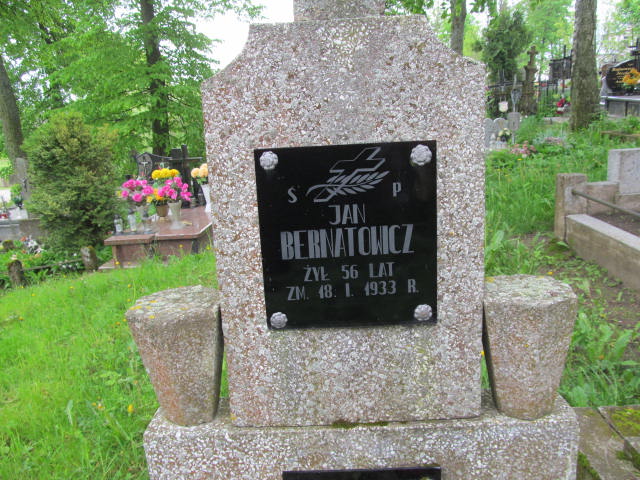 S P
JAN
BERNATOWICZ
ŻYŁ 56 LAT
ZM. 18. I. 1933 R.